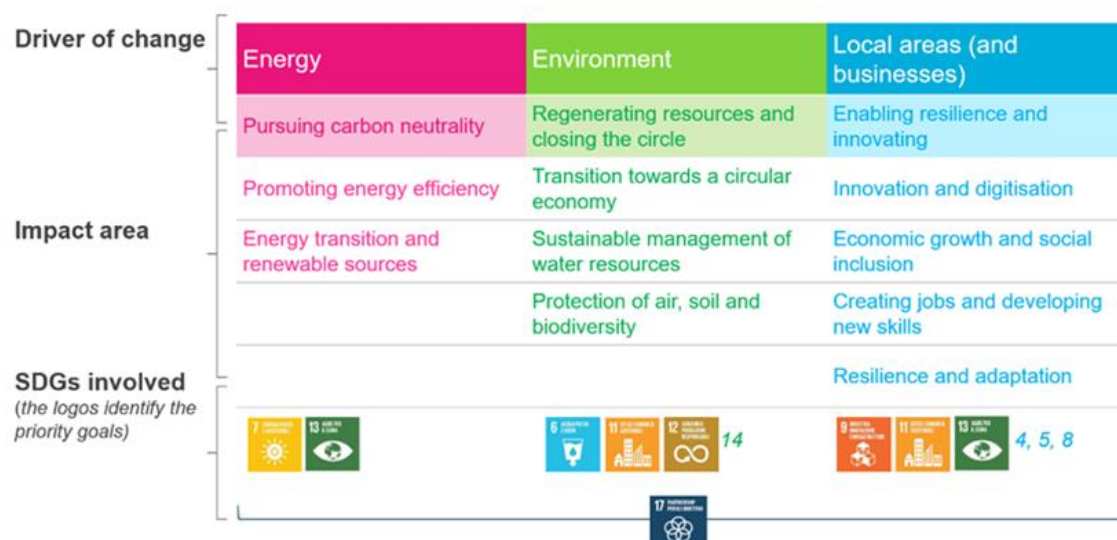 Driver of change
Energy
Environment
Local areas (and
businesses)
Pursuing carbon neutrality
Regenerating resources and
closing the circle
Enabling resilience and
innovating
Impact area
Promoting energy efficiency
Transition towards a circular
economy
Innovation and digitisation
Energy transition and
renewable sources
Sustainable management of
water resources
Economic growth and social
inclusion
Protection of air, soil and
biodiversity
Creating jobs and developing
new skills
Resilience and adaptation
SDGs involved
(the logos identify the
priority goals)
7
13
6
11
12
14
9
11
13
4, 5, 8
17